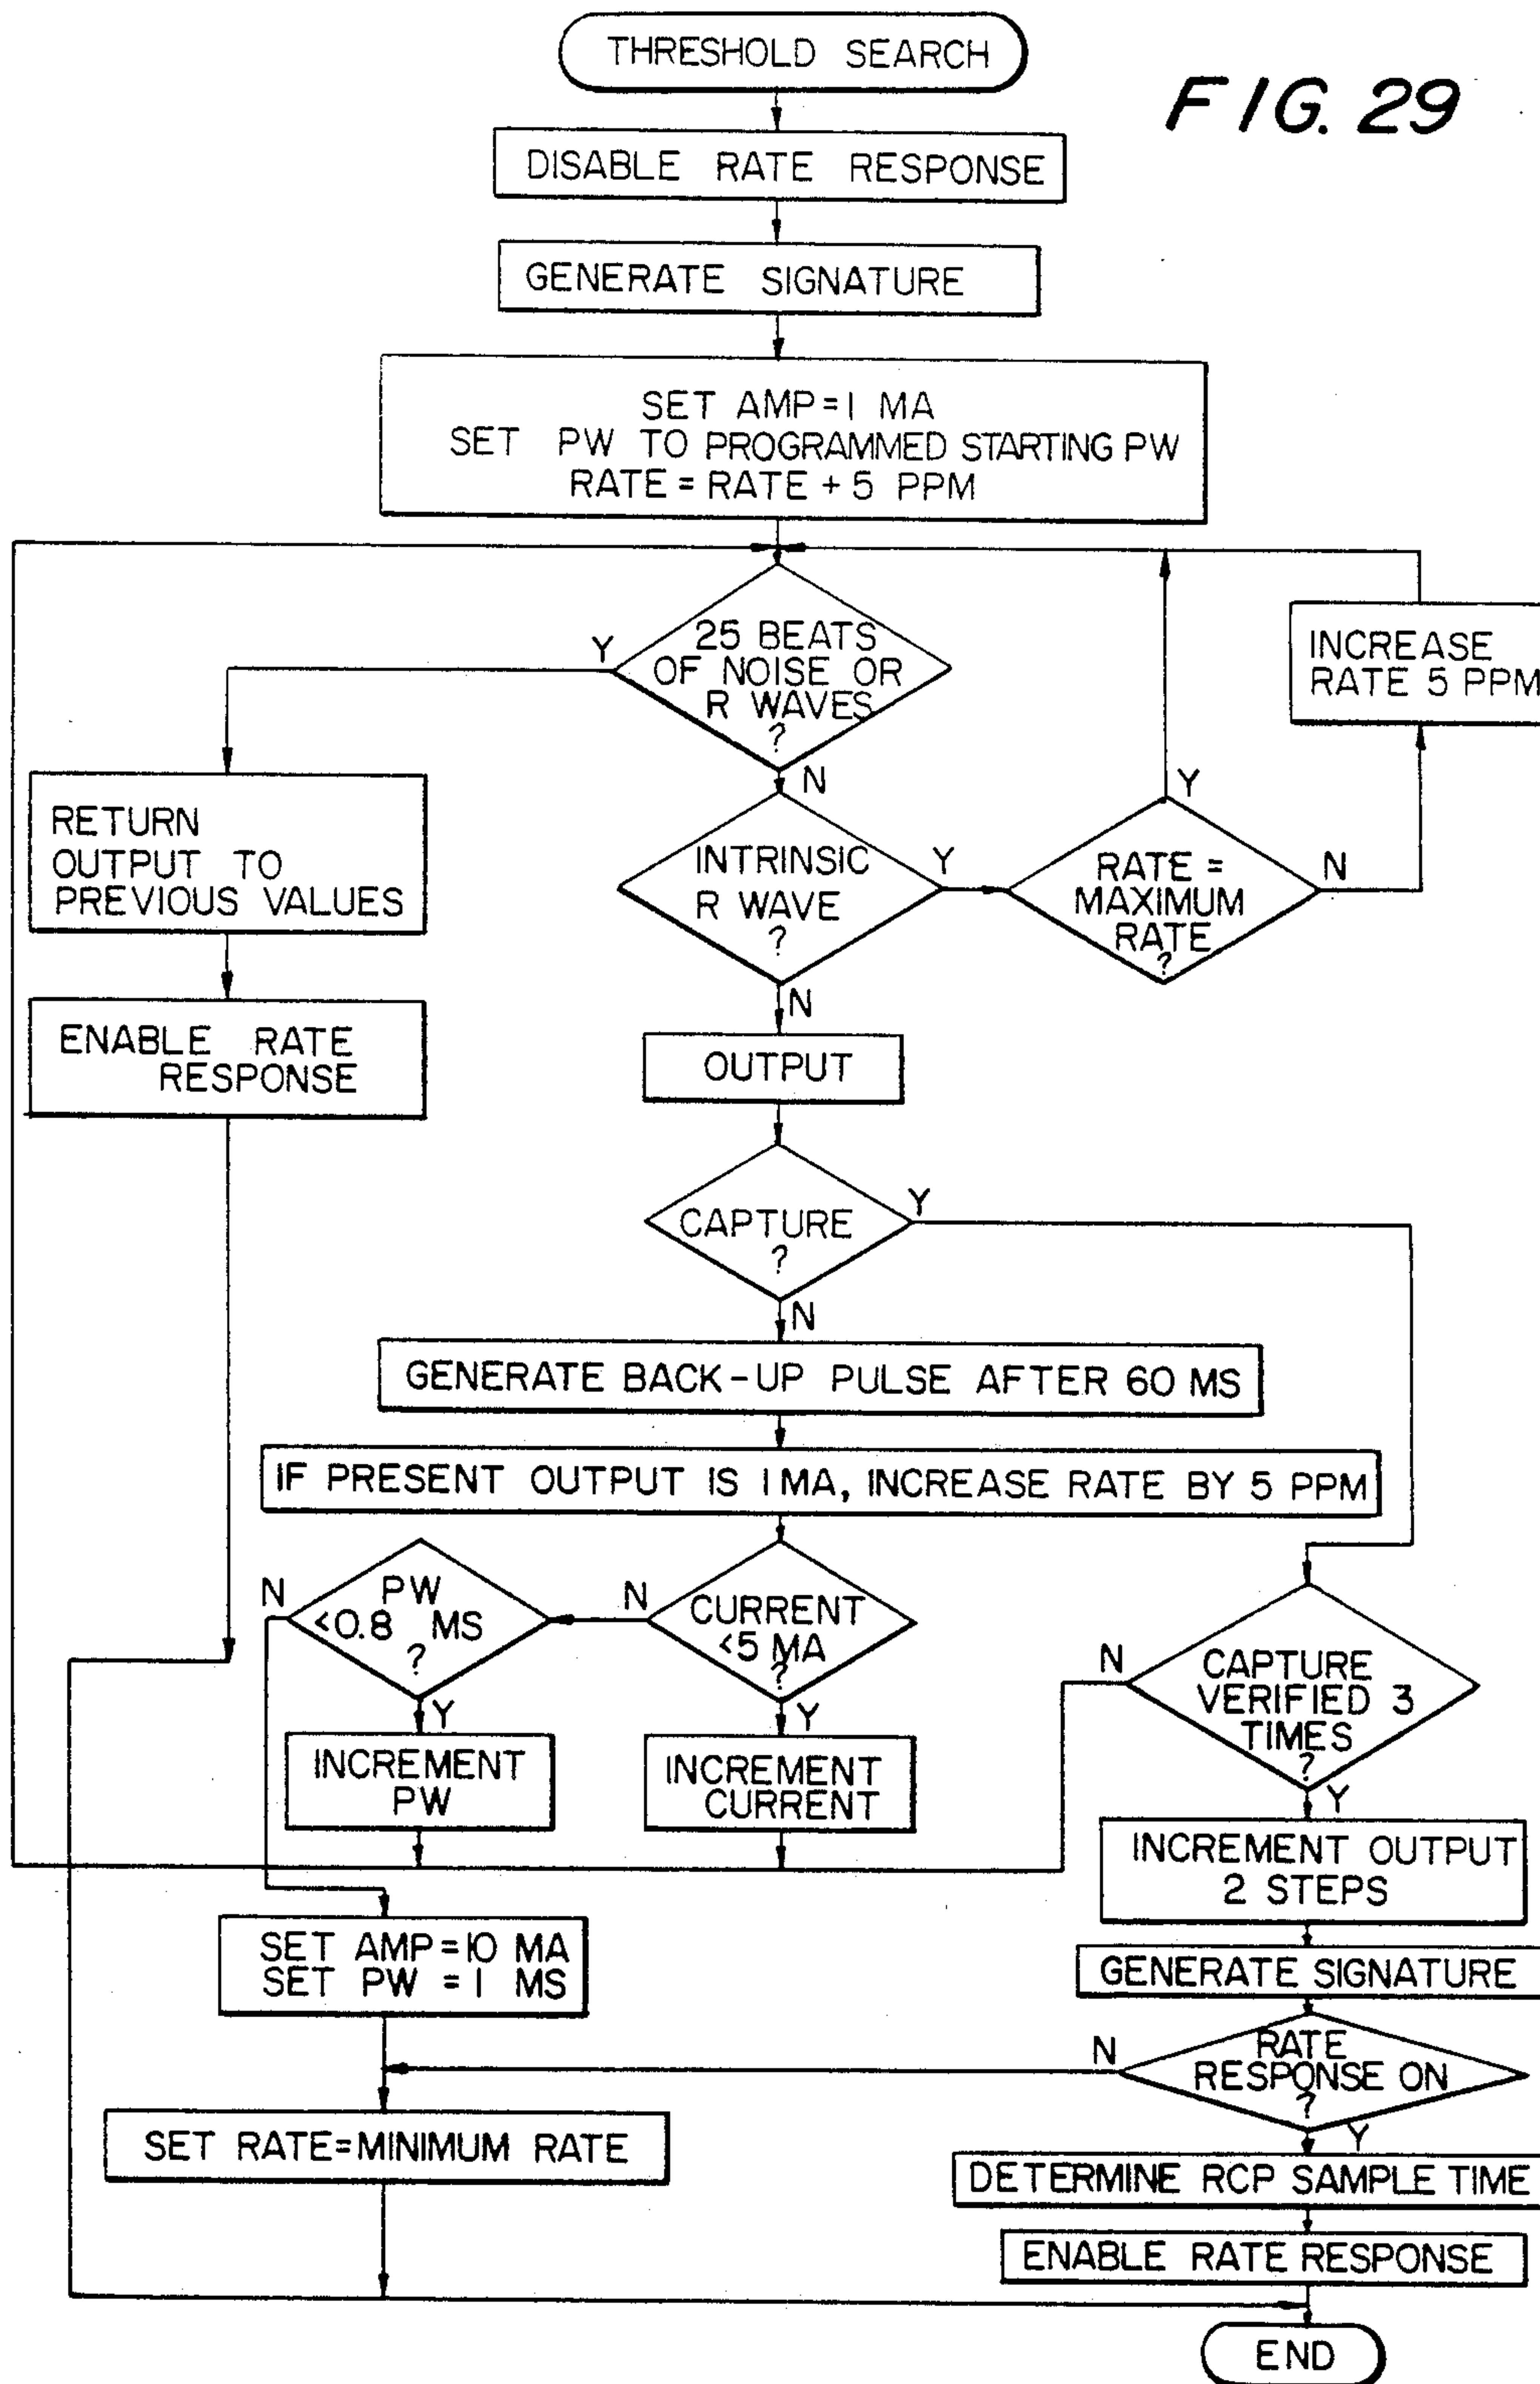 THRESHOLD SEARCH
FIG. 29
DISABLE RATE RESPONSE
GENERATE SIGNATURE
SET AMP=1 MA
SET PW TO PROGRAMMED STARTING PW
RATE = RATE + 5 PPM
25 BEATS
OF NOISE OR
R WAVES
?
Y
N
INCREASE
RATE 5 PPM
RETURN
OUTPUT TO
PREVIOUS VALUES
INTRINSIC
R WAVE
?
Y
N
RATE =
MAXIMUM
RATE
?
Y
N
ENABLE RATE
RESPONSE
OUTPUT
CAPTURE
?
Y
N
GENERATE BACK-UP PULSE AFTER 60 MS
IF PRESENT OUTPUT IS 1MA, INCREASE RATE BY 5 PPM
PW
<0.8 MS
?
N
Y
CURRENT
<5 MA
?
N
Y
CAPTURE
VERIFIED 3
TIMES
?
N
Y
INCREMENT
PW
INCREMENT
CURRENT
INCREMENT OUTPUT
2 STEPS
SET AMP=10 MA
SET PW = 1 MS
GENERATE SIGNATURE
RATE
RESPONSE ON
?
N
Y
SET RATE=MINIMUM RATE
DETERMINE RCP SAMPLE TIME
ENABLE RATE RESPONSE
END